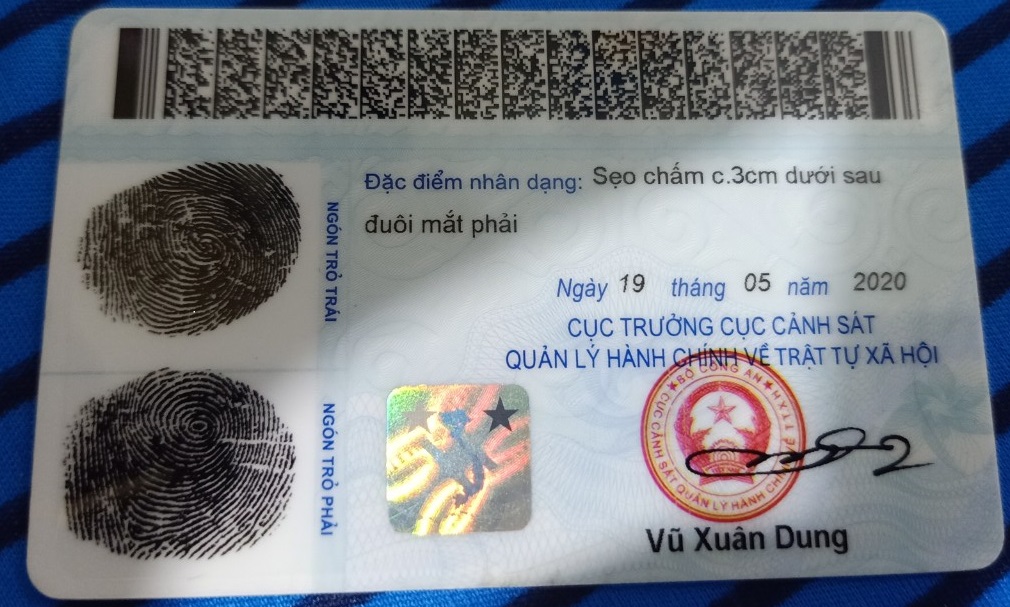 Đặc điểm nhân dạng: Sẹo chấm c.3cm dưới sau
đuôi mắt phải
NGÓN TRỎ TRÁI
NGÓN TRỎ PHẢI
Ngày 19 tháng 05 năm 2020
CỤC TRƯỞNG CỤC CẢNH SÁT
QUẢN LÝ HÀNH CHÍNH VỀ TRẬT TỰ XÃ HỘI
BỘ CÔNG AN
CỤC CẢNH SÁT QUẢN LÝ HÀNH CHÍNH VỀ TTXH
Vũ Xuân Dung